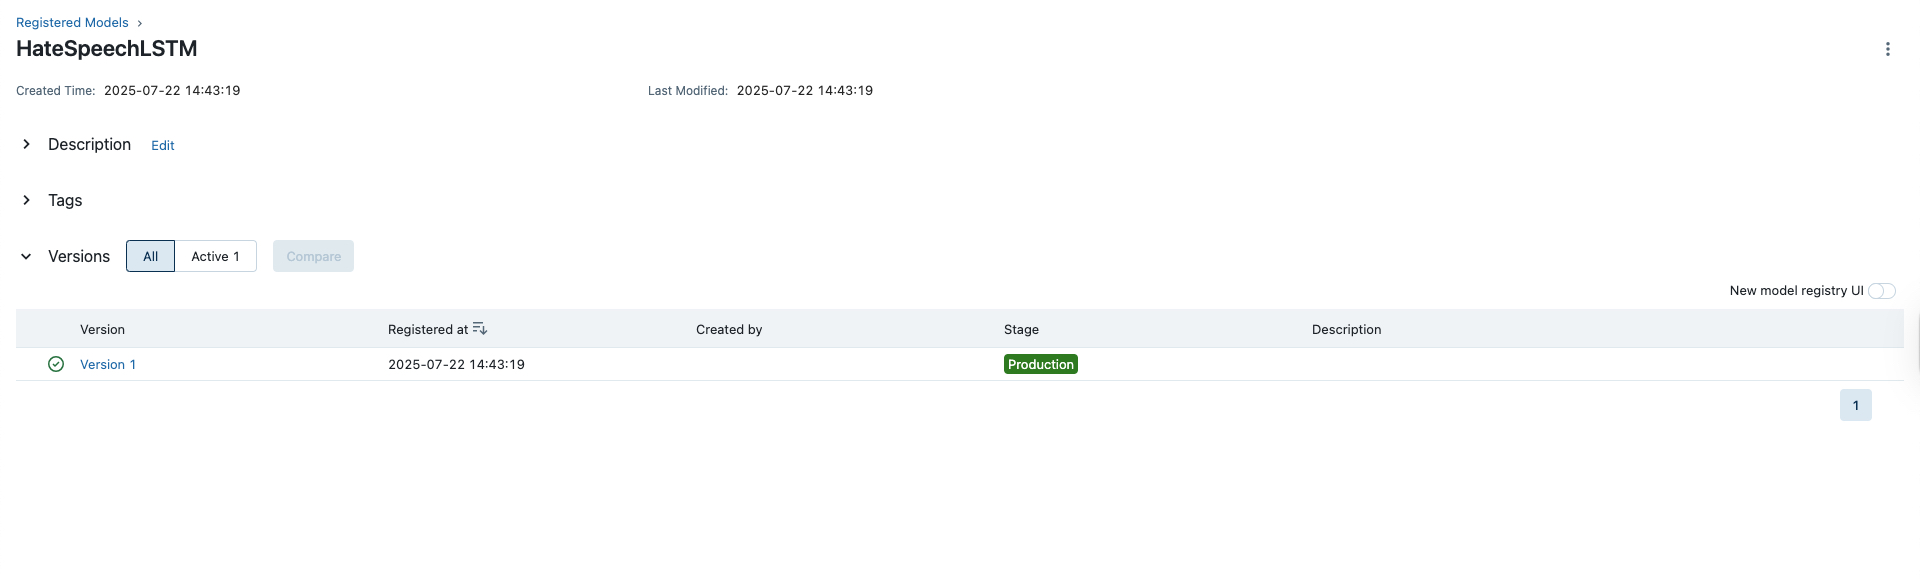 Registered Models ›
HateSpeechLSTM
Created Time: 2025-07-22 14:43:19 Last Modified: 2025-07-22 14:43:19
Description Edit
Tags
Versions All Active 1 Compare
New model registry UI
Version Registered at Created by Stage Description
Version 1 2025-07-22 14:43:19 Production
1